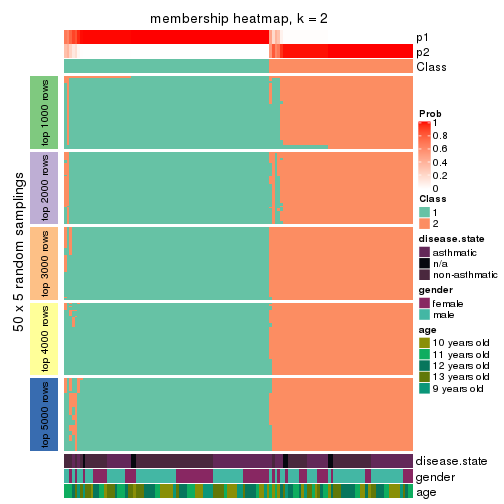 membership heatmap, k = 2
p1
p2
Class
50 x 5 random samplings
top 1000 rows
top 2000 rows
top 3000 rows
top 4000 rows
top 5000 rows
Prob
1
0.8
0.6
0.4
0.2
0
Class
1
2
disease.state
asthmatic
n/a
non-asthmatic
gender
female
male
age
10 years old
11 years old
12 years old
13 years old
9 years old
disease.state
gender
age